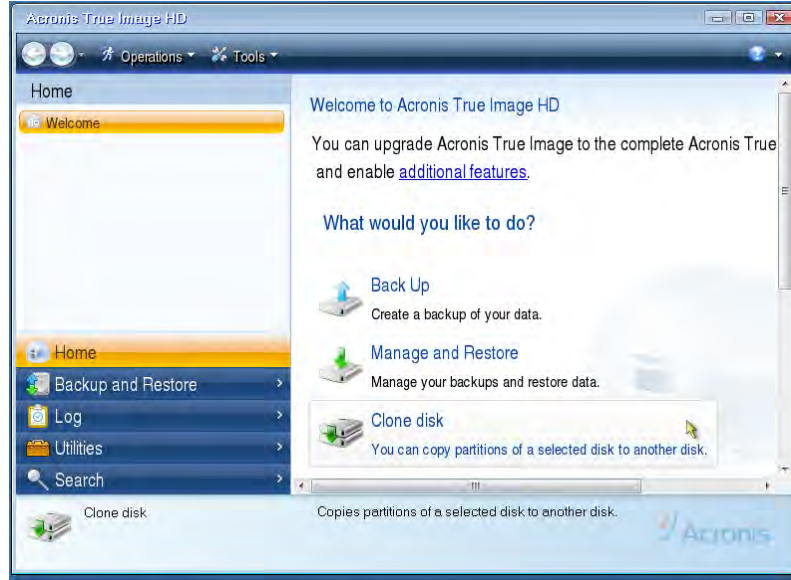 Acronis True Image HD
Operations Tools
Home
Welcome
Home
Backup and Restore
Log
Utilities
Search
Welcome to Acronis True Image HD
You can upgrade Acronis True Image to the complete Acronis True
and enable additional features.
What would you like to do?
Back Up
Create a backup of your data.
Manage and Restore
Manage your backups and restore data.
Clone disk
You can copy partitions of a selected disk to another disk.
Clone disk
Copies partitions of a selected disk to another disk.
Acronis